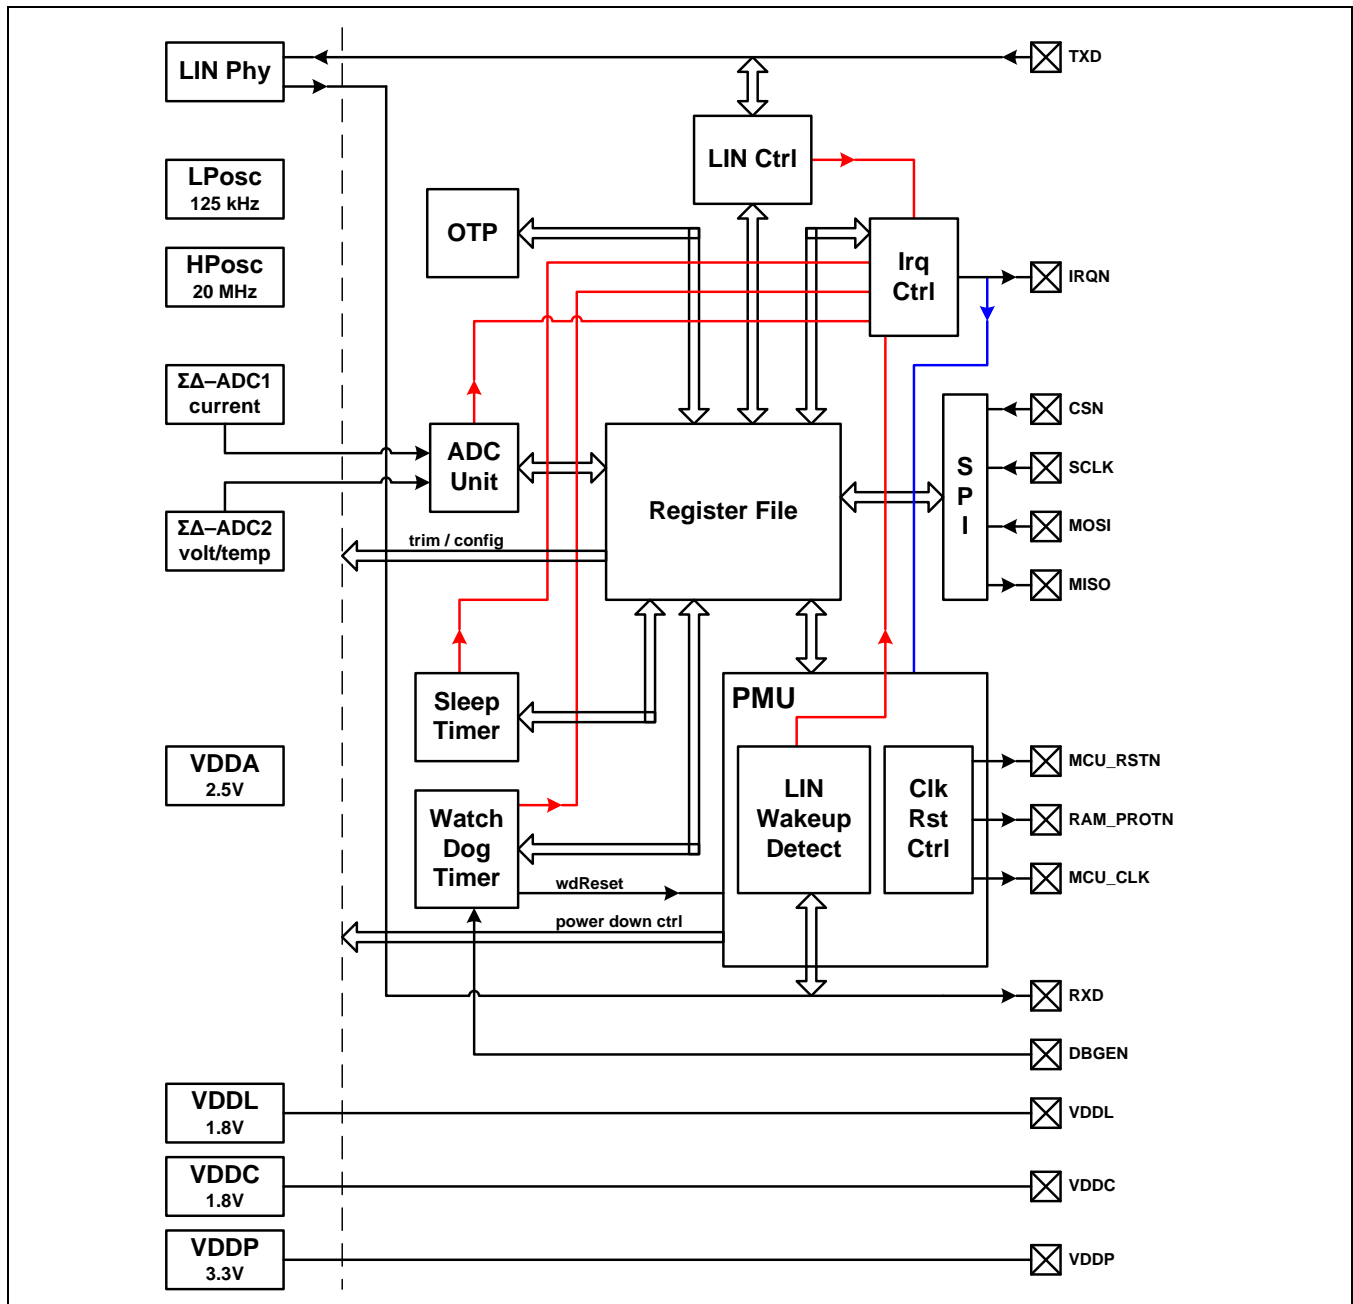 LIN Phy
TXD
LIN Ctrl
LPosc
125 kHz
OTP
HPosc
20 MHz
Irq
Ctrl
IRQN
ΣΔ–ADC1
current
ADC
Unit
Register File
S
P
I
CSN
SCLK
MOSI
MISO
ΣΔ–ADC2
volt/temp
trim / config
Sleep
Timer
PMU
VDDA
2.5V
LIN
Wakeup
Detect
Clk
Rst
Ctrl
MCU_RSTN
RAM_PROTN
MCU_CLK
Watch
Dog
Timer
wdReset
power down ctrl
RXD
DBGEN
VDDL
1.8V
VDDL
VDDC
1.8V
VDDC
VDDP
3.3V
VDDP